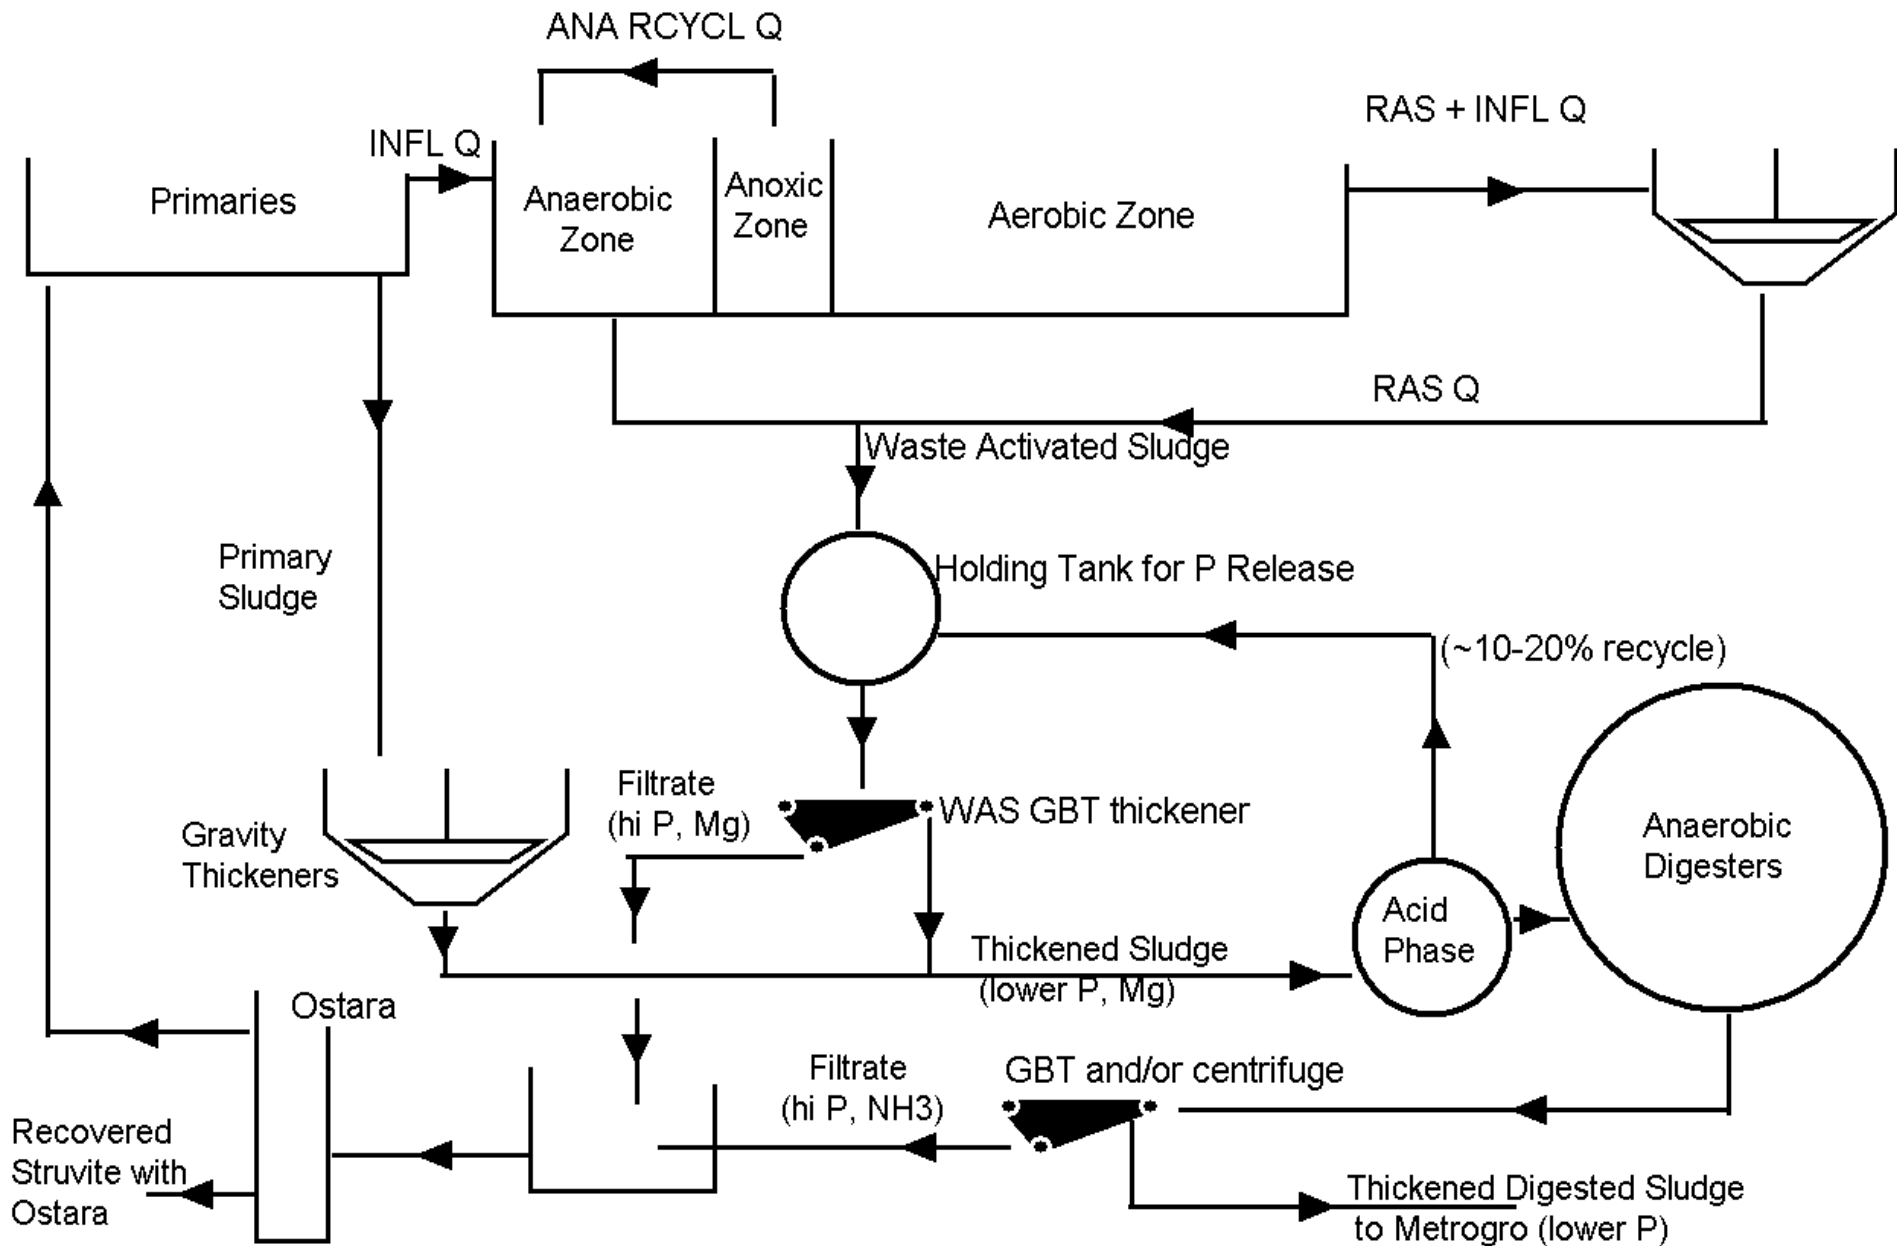 ANA RCYCL Q
RAS + INFL Q
INFL Q
Primaries
Anaerobic
Zone
Anoxic
Zone
Aerobic Zone
RAS Q
Waste Activated Sludge
Primary
Sludge
Holding Tank for P Release
(~10-20% recycle)
Filtrate
(hi P, Mg)
WAS GBT thickener
Gravity
Thickeners
Anaerobic
Digesters
Acid
Phase
Thickened Sludge
(lower P, Mg)
Ostara
Filtrate
(hi P, NH3)
GBT and/or centrifuge
Recovered
Struvite with
Ostara
Thickened Digested Sludge
to Metrogro (lower P)